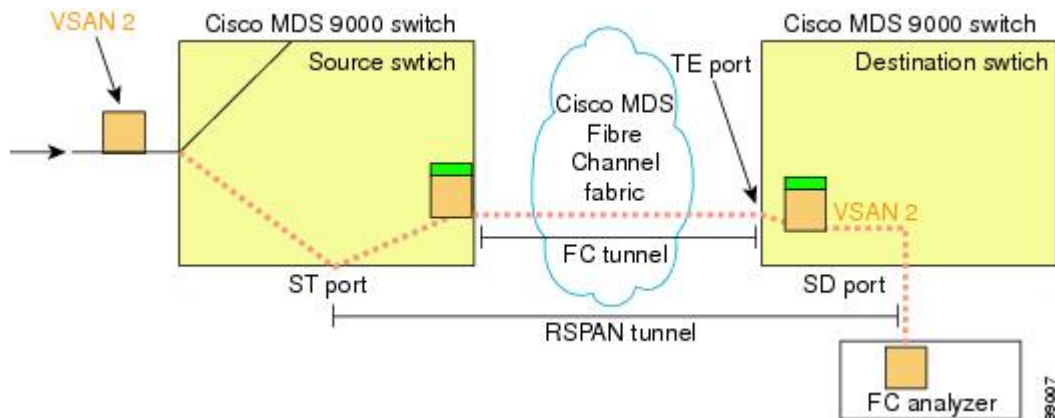 VSAN 2
Cisco MDS 9000 switch
Source swtich
Cisco MDS
Fibre
Channel
fabric
TE port
Cisco MDS 9000 switch
Destination swtich
VSAN 2
FC tunnel
ST port
SD port
RSPAN tunnel
FC analyzer